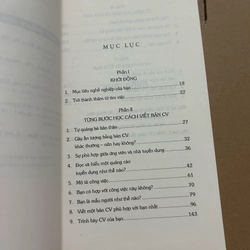 MỤC LỤC
Phần I
KHỞI ĐỘNG
1. Mục tiêu nghề nghiệp của bạn 18
2. Trở thành thám tử tìm việc 22
Phần II
TỪNG BƯỚC HỌC CÁCH VIẾT BẢN CV
1. Tự quảng bá bản thân 27
2. Gây ấn tượng bằng bản CV
khác thường - nên hay không?
3. Sự phù hợp giữa ứng viên và nhà tuyển dụng
4. Đọc và hiểu một quảng cáo
tuyển dụng như thế nào? 42
5. Mô tả công việc
6. Bạn có hợp với công việc này không?
7. Bạn là mẫu người như thế nào?
8. Viết một bản CV phù hợp với bạn nhất 96
9. Trình bày CV của bạn 143